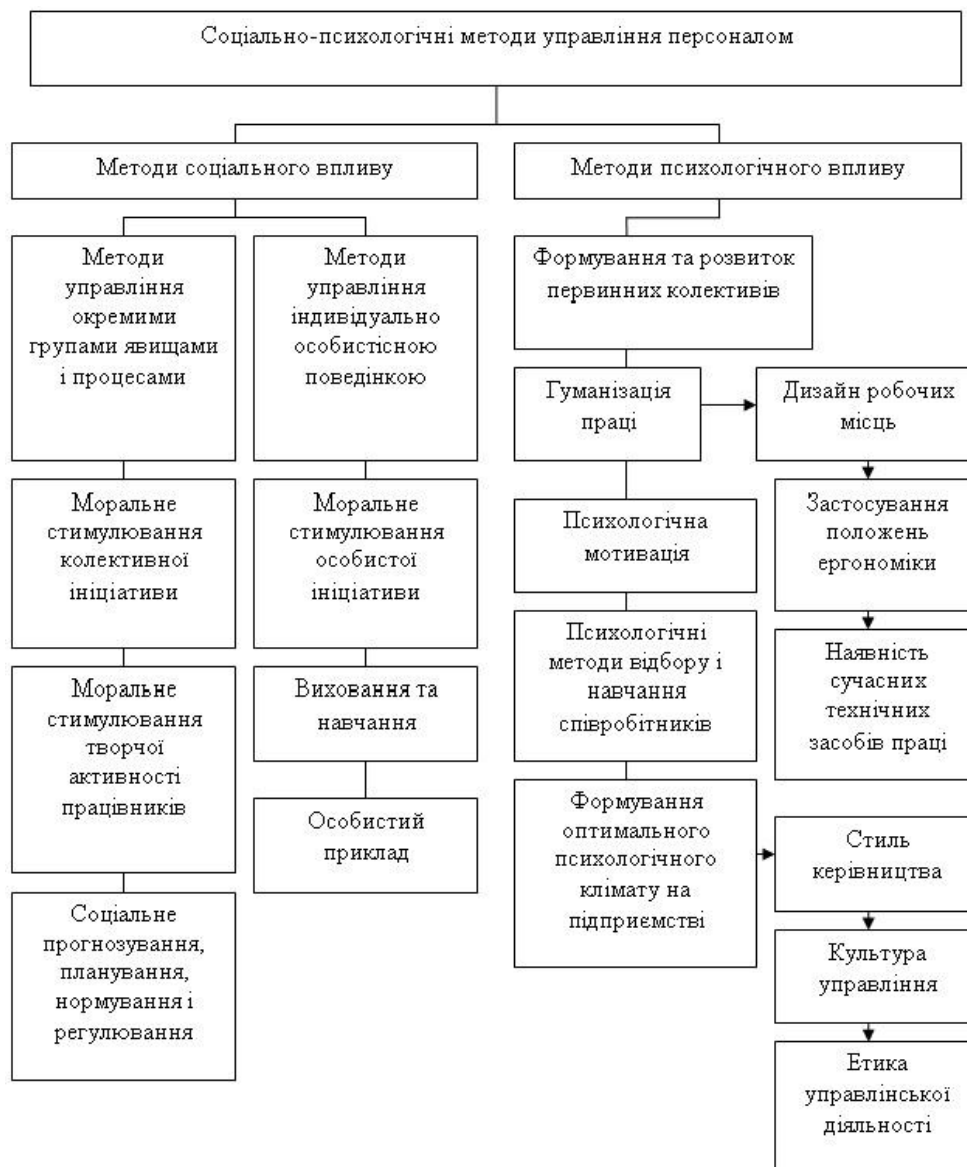 Соціально-психологічні методи управління персоналом
Методи соціального впливу
Методи психологічного впливу
Методи
управління
окремими
групами явищами
і процесами
Моральне
стимулювання
колективної
ініціативи
Моральне
стимулювання
творчої
активності
працівників
Соціальне
прогнозування,
планування,
нормування і
регулювання
Методи
управління
індивідуально
особистісною
поведінкою
Моральне
стимулювання
особистої
ініціативи
Виховання та
навчання
Особистий
приклад
Формування та розвиток
первинних колективів
Гуманізація
праці
Психологічна
мотивація
Психологічні
методи відбору і
навчання
співробітників
Формування
оптимального
психологічного
клімату на
підприємстві
Дизайн робочих
місць
Застосування
положень
ергономіки
Наявність
сучасних
технічних
засобів праці
Стиль
керівництва
Культура
управління
Етика
управлінської
діяльності